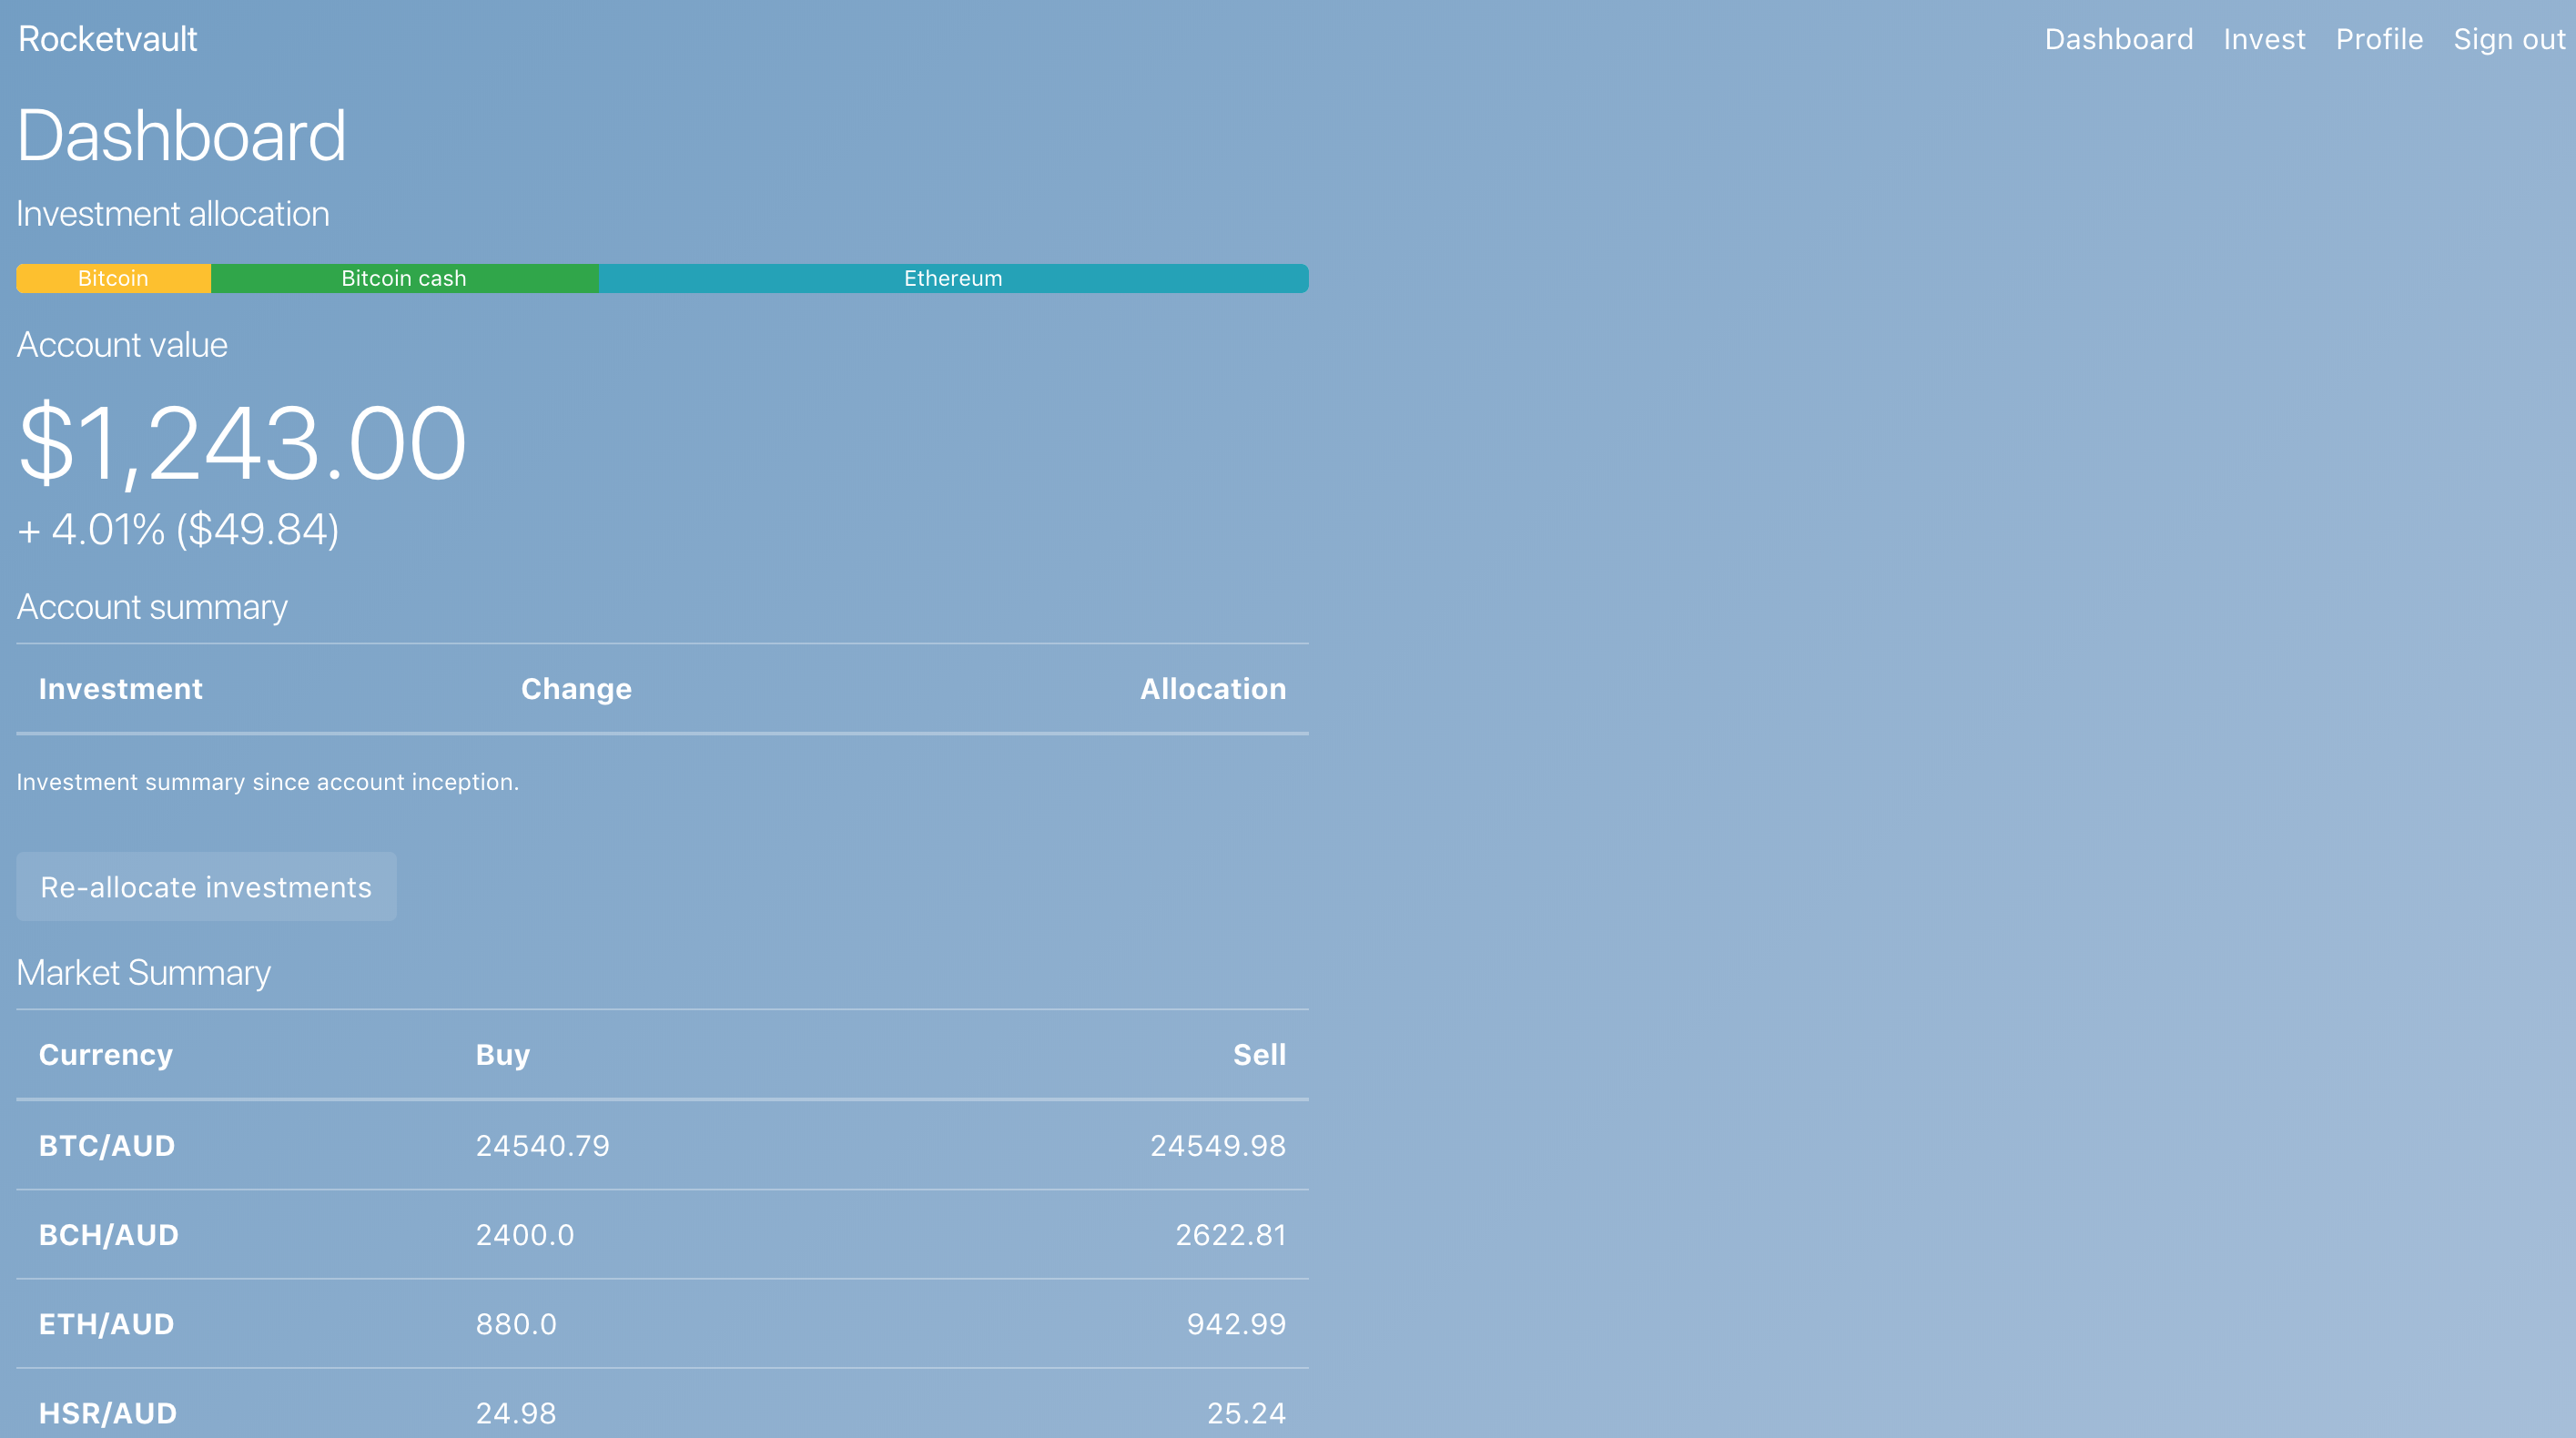 Rocketvault Dashboard Invest Profile Sign out
Dashboard
Investment allocation
Bitcoin Bitcoin cash Ethereum
Account value
$1,243.00
+ 4.01% ($49.84)
Account summary
Investment Change Allocation
Investment summary since account inception.
Re-allocate investments
Market Summary
Currency Buy Sell
BTC/AUD 24540.79 24549.98
BCH/AUD 2400.0 2622.81
ETH/AUD 880.0 942.99
HSR/AUD 24.98 25.24